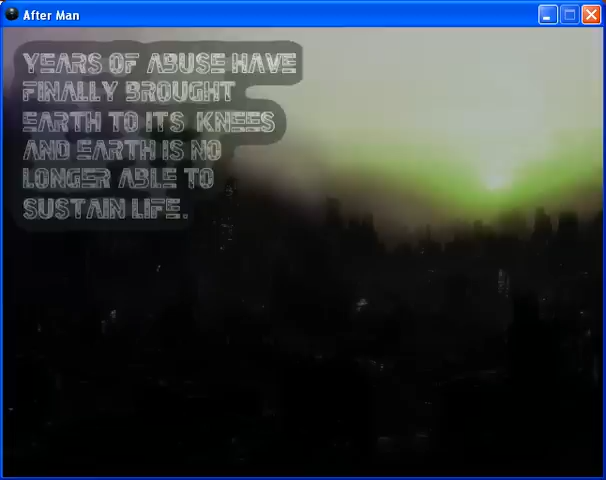 After Man
YEARS OF ABUSE HAVE
FINALLY BROUGHT
EARTH TO ITS KNEES
AND EARTH IS NO
LONGER ABLE TO
SUSTAIN LIFE.